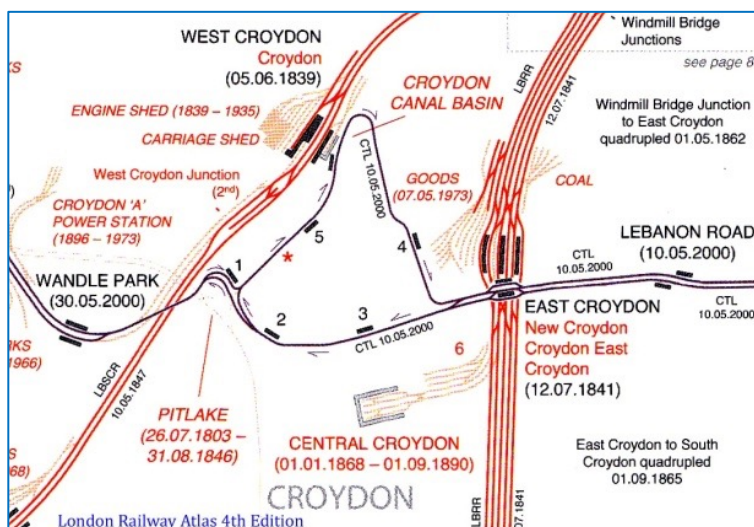 Windmill Bridge
Junctions
see page 8
WEST CROYDON
Croydon
(05.06.1839)
LBRR
12.07.1841
CROYDON
CANAL BASIN
ENGINE SHED (1839 – 1935)
CARRIAGE SHED
Windmill Bridge Junction
to East Croydon
quadrupled 01.05.1862
West Croydon Junction
(2nd)
CTL 10.05.2000
GOODS
(07.05.1973)
COAL
CROYDON 'A'
POWER STATION
(1896 – 1973)
LEBANON ROAD
(10.05.2000)
5
4
*
1
CTL
10.05.2000
WANDLE PARK
(30.05.2000)
2
3
CTL 10.05.2000
CTL
10.05.2000
EAST CROYDON
New Croydon
Croydon East
Croydon
(12.07.1841)
RKS
1966)
LBSCR
10.05.1847
6
PITLAKE
(26.07.1803 –
31.08.1846)
CENTRAL CROYDON
(01.01.1868 – 01.09.1890)
East Croydon to South
Croydon quadrupled
01.09.1865
968)
CROYDON
LBRR
07.1841
London Railway Atlas 4th Edition